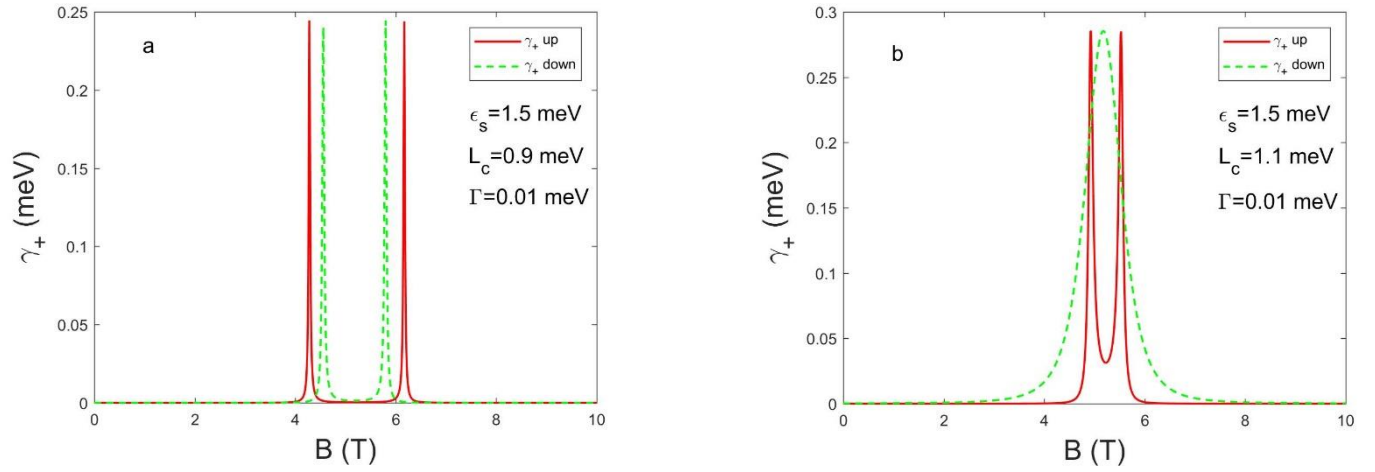 a
γ₊ up
γ₊ down
ϵₛ=1.5 meV
L_c=0.9 meV
Γ=0.01 meV
γ₊ (meV)
0.25
0.2
0.15
0.1
0.05
0
0 2 4 6 8 10
B (T)
b
γ₊ up
γ₊ down
ϵₛ=1.5 meV
L_c=1.1 meV
Γ=0.01 meV
γ₊ (meV)
0.3
0.25
0.2
0.15
0.1
0.05
0
0 2 4 6 8 10
B (T)